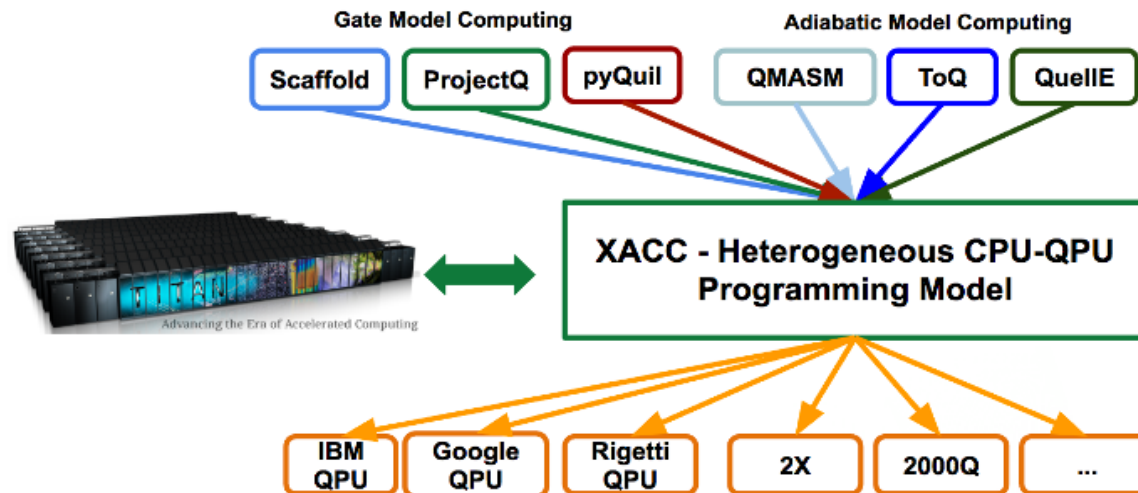 Gate Model Computing
Adiabatic Model Computing
Scaffold
ProjectQ
pyQuil
QMASM
ToQ
QuellE
XACC - Heterogeneous CPU-QPU
Programming Model
TITAN
Advancing the Era of Accelerated Computing
IBM
QPU
Google
QPU
Rigetti
QPU
2X
2000Q
...